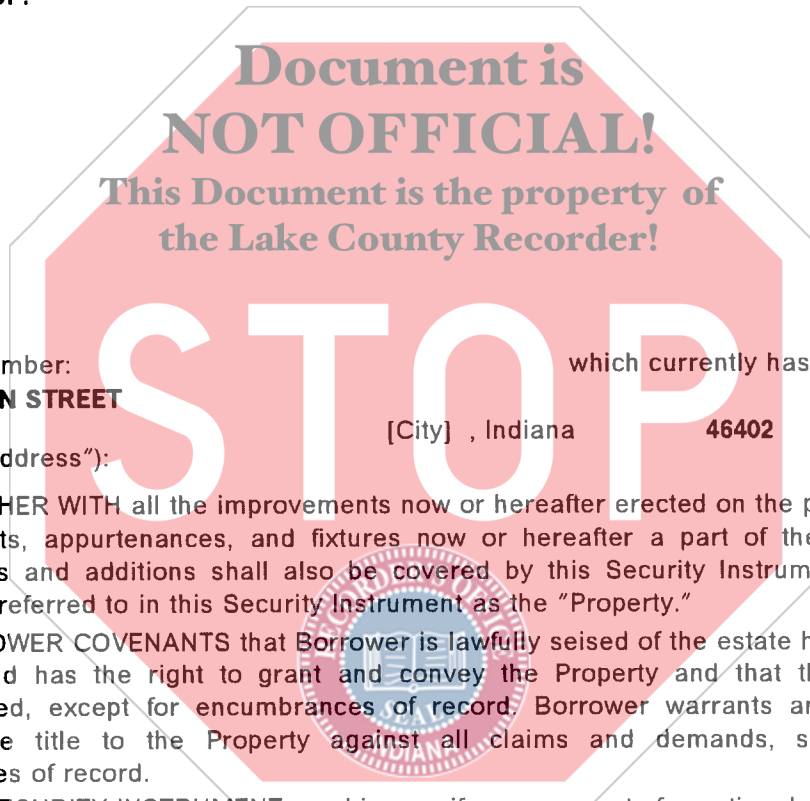 Document is
NOT OFFICIAL!
This Document is the property of
the Lake County Recorder!
STOP
mber: which currently has
N STREET
[City] , Indiana 46402
ddress"):
HER WITH all the improvements now or hereafter erected on the p
ts, appurtenances, and fixtures now or hereafter a part of the
s and additions shall also be covered by this Security Instrum
referred to in this Security Instrument as the "Property."
OWER COVENANTS that Borrower is lawfully seised of the estate h
d has the right to grant and convey the Property and that th
ed, except for encumbrances of record. Borrower warrants an
e title to the Property against all claims and demands, s
es of record.
SEAL
INDIANA